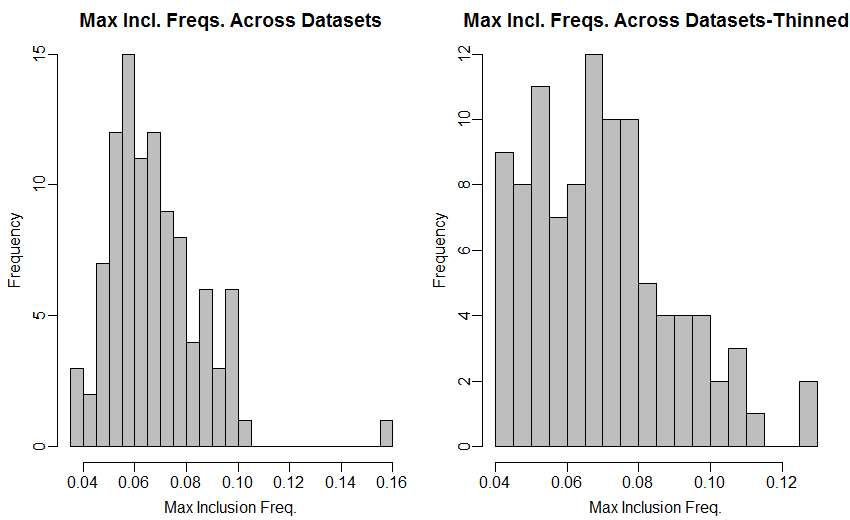 Max Incl. Freqs. Across Datasets
Frequency
0
5
10
15
0.04 0.06 0.08 0.10 0.12 0.14 0.16
Max Inclusion Freq.
Max Incl. Freqs. Across Datasets-Thinned
Frequency
0
2
4
6
8
10
12
0.04 0.06 0.08 0.10 0.12
Max Inclusion Freq.